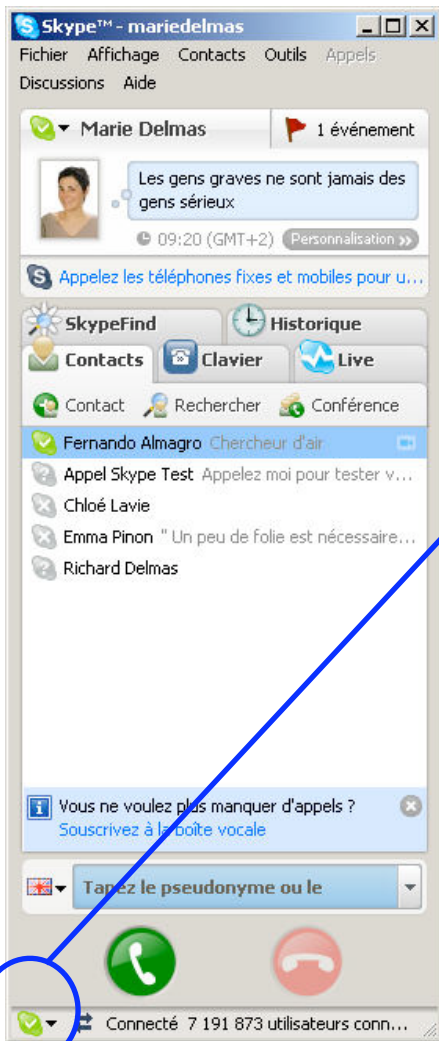 Skype™ - mariedelmas
Fichier Affichage Contacts Outils Appels
Discussions Aide
Marie Delmas
1 événement
Les gens graves ne sont jamais des
gens sérieux
09:20 (GMT+2) Personnalisation »
Appelez les téléphones fixes et mobiles pour u...
SkypeFind Historique
Contacts Clavier Live
Contact Rechercher Conférence
Fernando Almagro Chercheur d'air
Appel Skype Test Appelez moi pour tester v...
Chloé Lavie
Emma Pinon " Un peu de folie est nécessaire...
Richard Delmas
Vous ne voulez plus manquer d'appels ?
Souscrivez à la boîte vocale
Tapez le pseudonyme ou le
Connecté 7 191 873 utilisateurs conn...